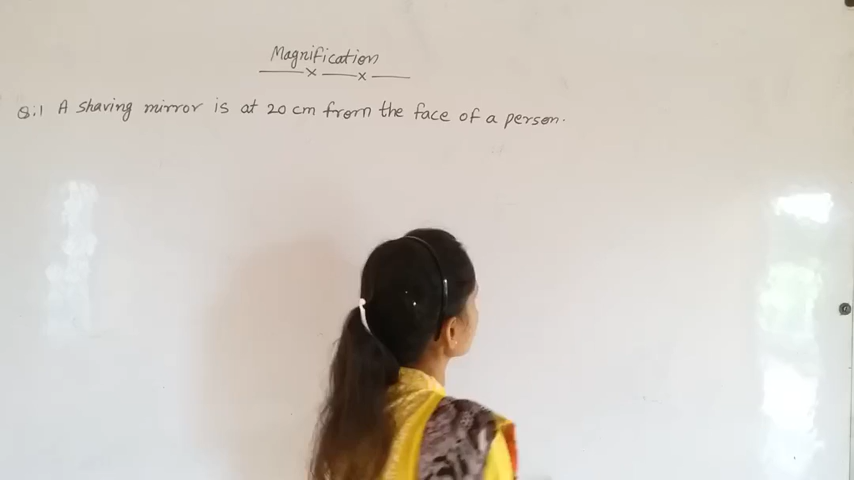 Magnification
Q:1 A shaving mirror is at 20 cm from the face of a person.